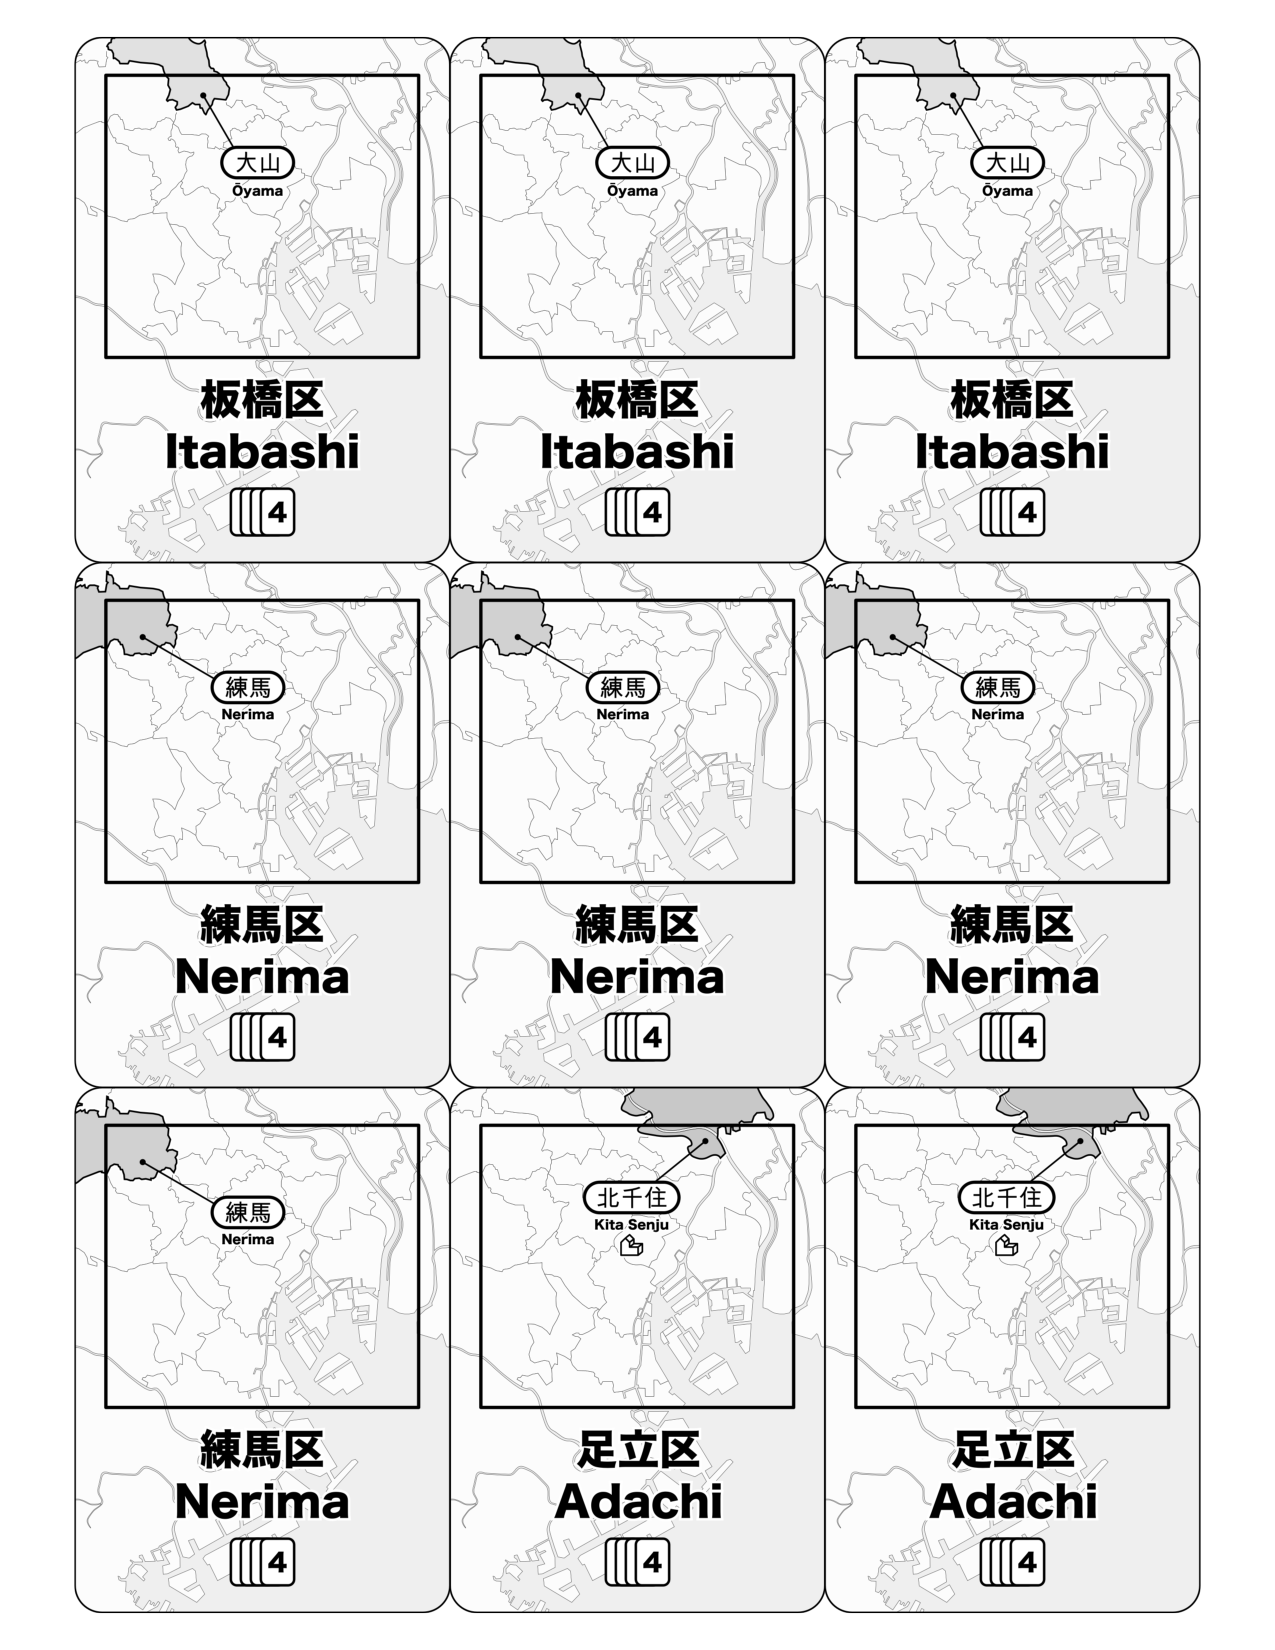 大山
Ōyama
板橋区
Itabashi
4
大山
Ōyama
板橋区
Itabashi
4
大山
Ōyama
板橋区
Itabashi
4
練馬
Nerima
練馬区
Nerima
4
練馬
Nerima
練馬区
Nerima
4
練馬
Nerima
練馬区
Nerima
4
練馬
Nerima
練馬区
Nerima
4
北千住
Kita Senju
足立区
Adachi
4
北千住
Kita Senju
足立区
Adachi
4